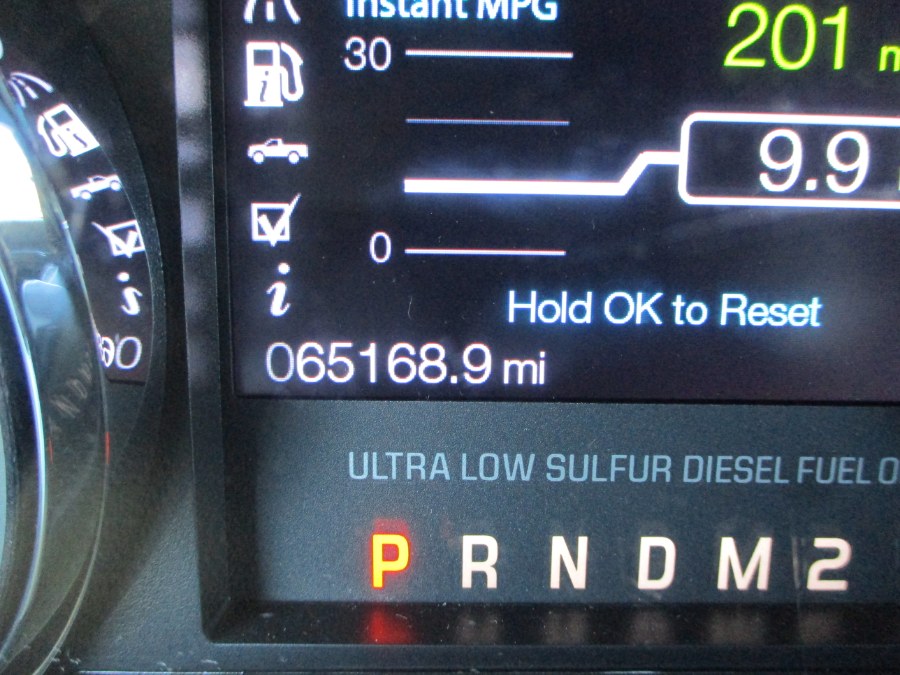 Instant MPG
30
201
9.9
0
Hold OK to Reset
i
065168.9 mi
ULTRA LOW SULFUR DIESEL FUEL O
P R N D M 2